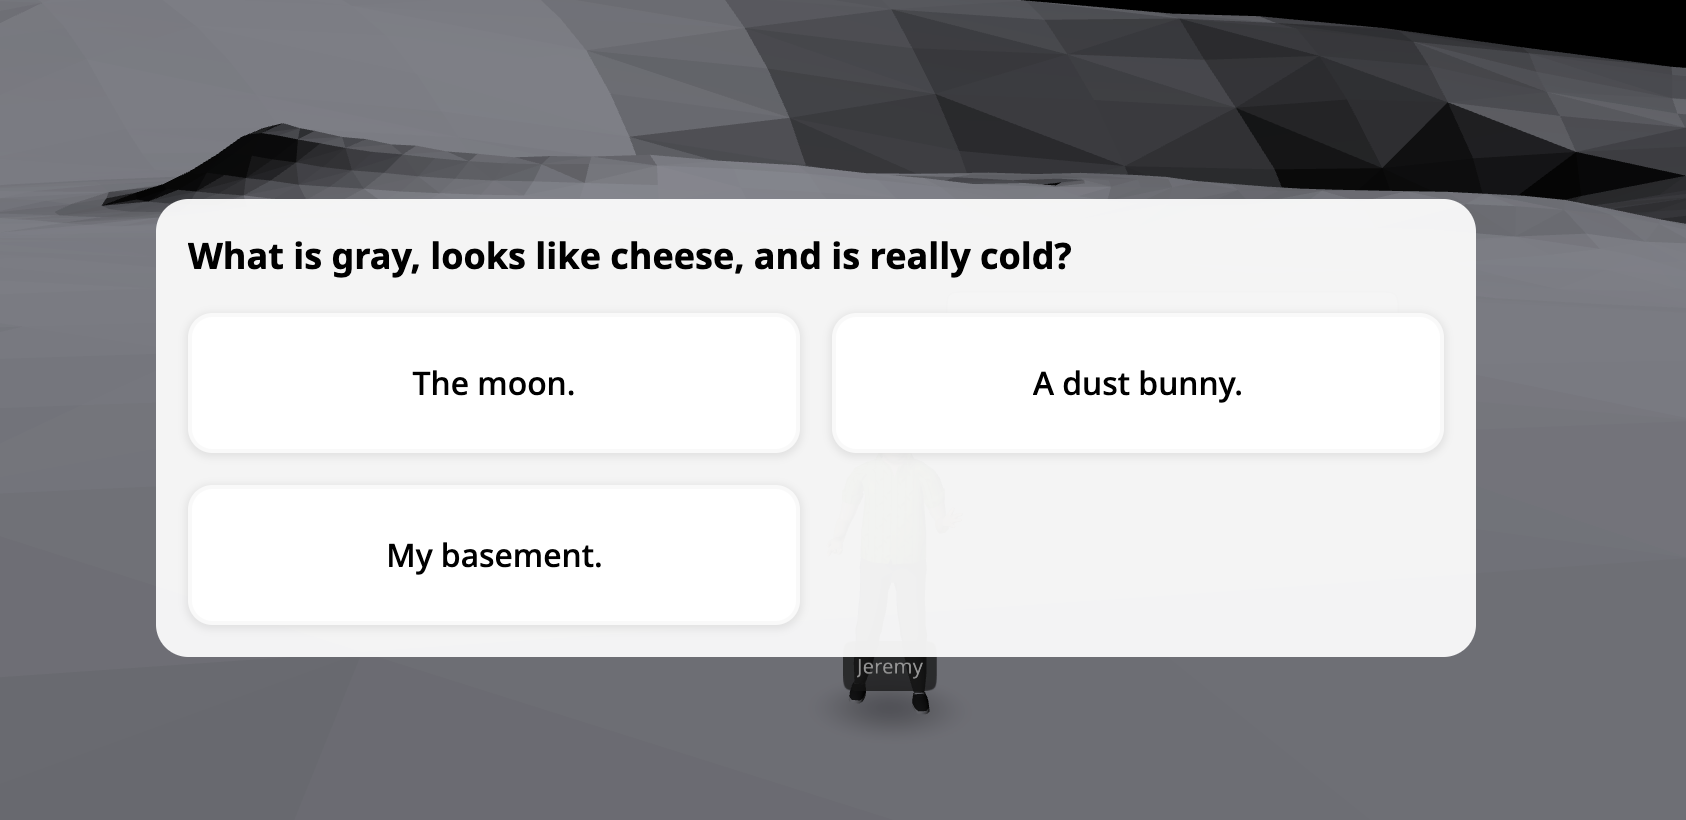 What is gray, looks like cheese, and is really cold?
The moon.
A dust bunny.
My basement.
Jeremy